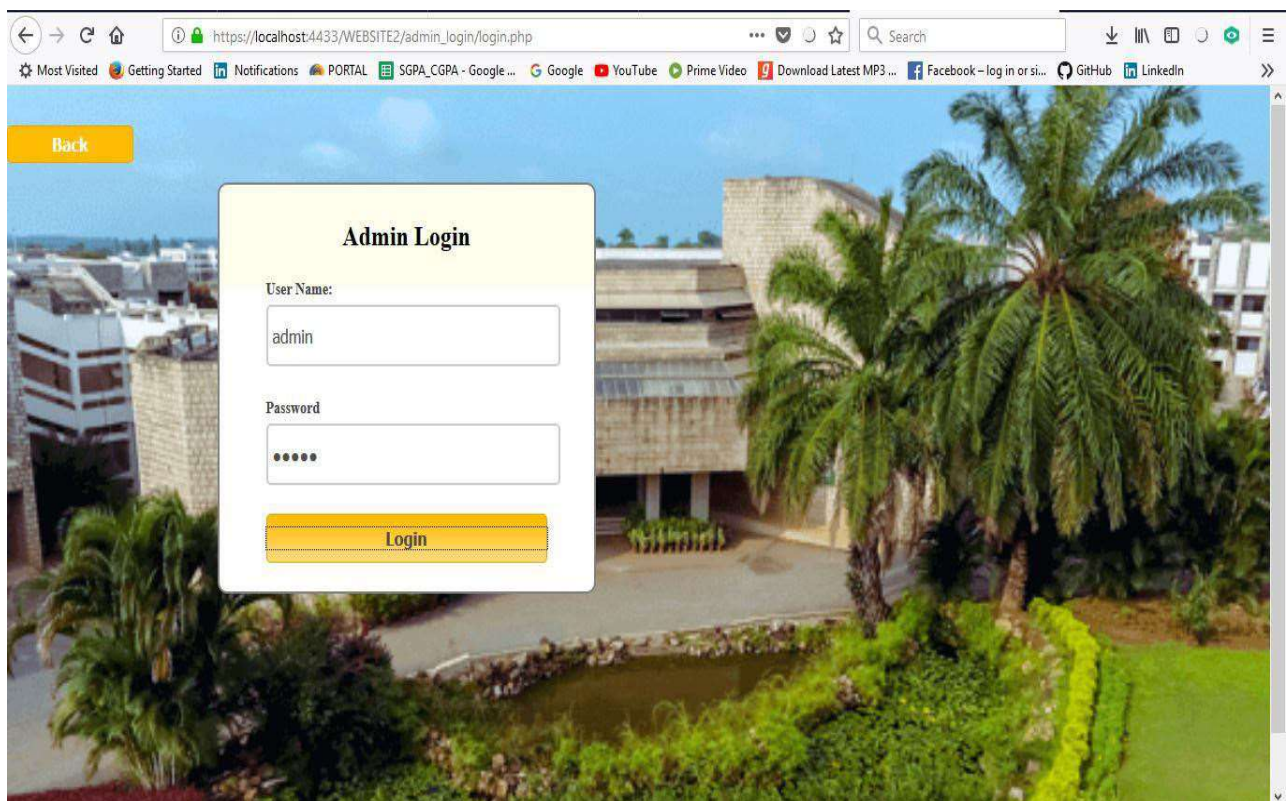 https://localhost:4433/WEBSITE2/admin_login/login.php
Search
Most Visited Getting Started Notifications PORTAL SGPA_CGPA - Google ... Google YouTube Prime Video Download Latest MP3 ... Facebook – log in or si... GitHub LinkedIn
Back
Admin Login
User Name:
admin
Password
Login